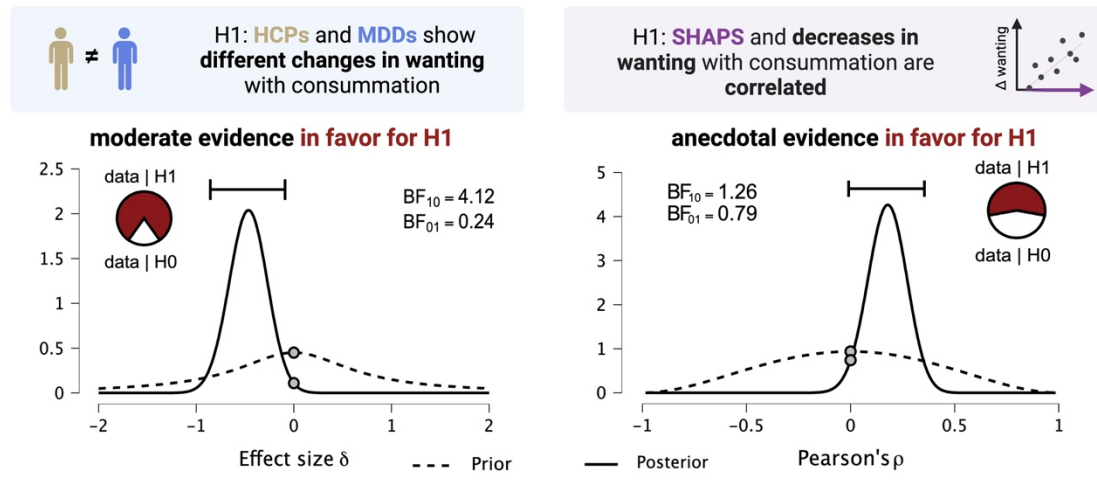 H1: HCPs and MDDs show
different changes in wanting
with consummation
≠
moderate evidence in favor for H1
data | H1
data | H0
BF10 = 4.12
BF01 = 0.24
2.5
2
1.5
1
0.5
0
−2
−1
0
1
2
Effect size δ
H1: SHAPS and decreases in
wanting with consummation are
correlated
Δ wanting
anecdotal evidence in favor for H1
BF10 = 1.26
BF01 = 0.79
data | H1
data | H0
5
4
3
2
1
0
−1
−0.5
0
0.5
1
Pearson's ρ
Prior
Posterior